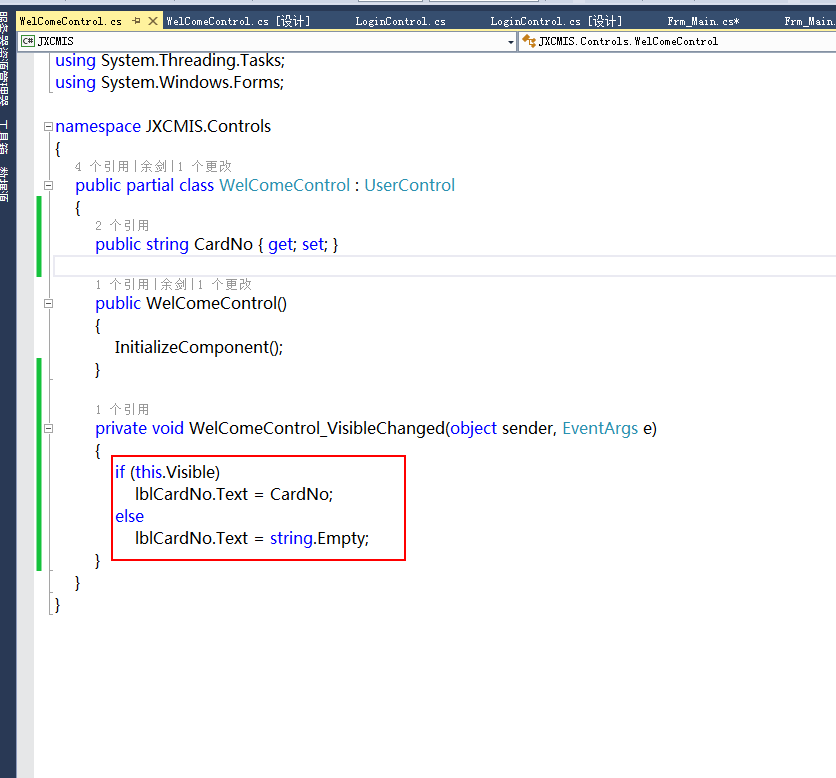 WelComeControl.cs WelComeControl.cs [设计] LoginControl.cs LoginControl.cs [设计] Frm_Main.cs* Frm_Main.
C# JXCMIS JXCMIS.Controls.WelComeControl
服务器资源管理器
工具箱
数据源
using System.Threading.Tasks;
using System.Windows.Forms;
namespace JXCMIS.Controls
{
4 个引用|余剑|1 个更改
public partial class WelComeControl : UserControl
{
2 个引用
public string CardNo { get; set; }
1 个引用|余剑|1 个更改
public WelComeControl()
{
InitializeComponent();
}
1 个引用
private void WelComeControl_VisibleChanged(object sender, EventArgs e)
{
if (this.Visible)
lblCardNo.Text = CardNo;
else
lblCardNo.Text = string.Empty;
}
}
}